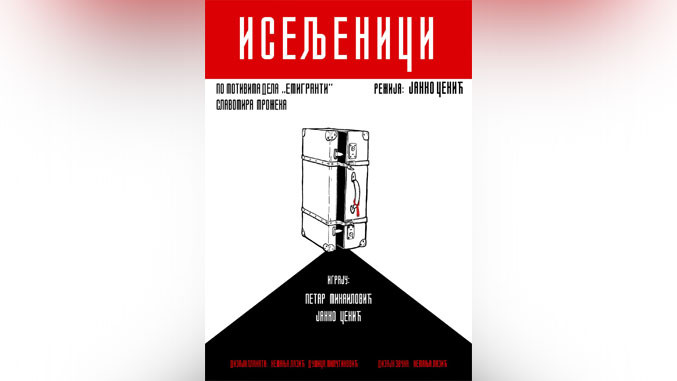 ИСЕЉЕНИЦИ
ПО МОТИВИМА ДЕЛА „ЕМИГРАНТИ“ РЕЖИЈА: ЈАНКО ЦЕНИЋ
СЛАВОМИРА МРОЖЕКА
ИГРАЈУ:
ПЕТАР МИХАИЛОВИЋ
ЈАНКО ЦЕНИЋ